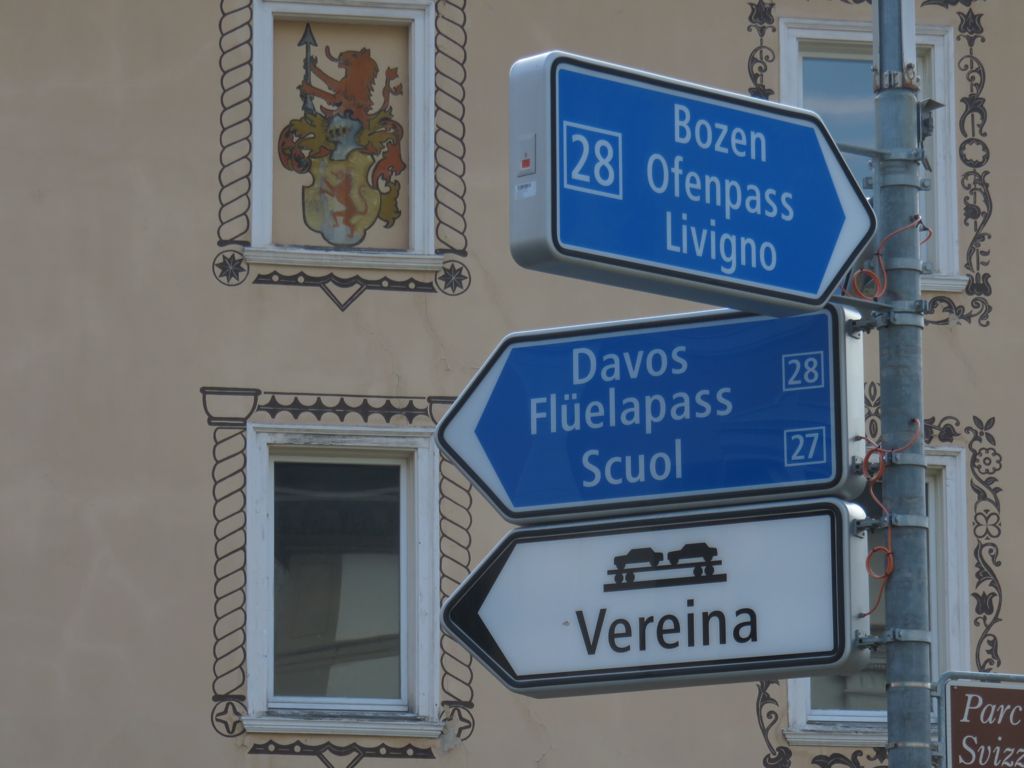 28
Bozen
Ofenpass
Livigno
Davos
Flüelapass
Scuol
28
27
Vereina
Parc
Svizz